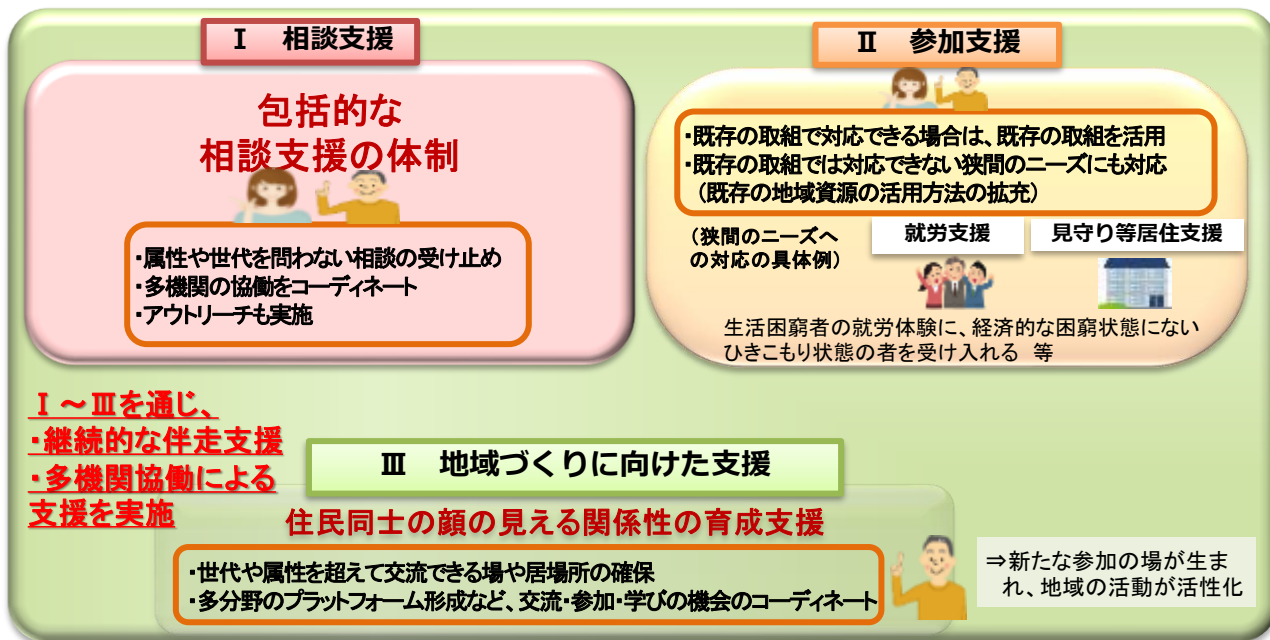 Ⅰ 相談支援
包括的な
相談支援の体制
・属性や世代を問わない相談の受け止め
・多機関の協働をコーディネート
・アウトリーチも実施
Ⅱ 参加支援
・既存の取組で対応できる場合は、既存の取組を活用
・既存の取組では対応できない狭間のニーズにも対応
（既存の地域資源の活用方法の拡充）
（狭間のニーズへ
の対応の具体例）
就労支援
見守り等居住支援
生活困窮者の就労体験に、経済的な困窮状態にない
ひきこもり状態の者を受け入れる 等
Ⅰ～Ⅲを通じ、
・継続的な伴走支援
・多機関協働による
支援を実施
Ⅲ 地域づくりに向けた支援
住民同士の顔の見える関係性の育成支援
・世代や属性を超えて交流できる場や居場所の確保
・多分野のプラットフォーム形成など、交流・参加・学びの機会のコーディネート
⇒新たな参加の場が生ま
れ、地域の活動が活性化